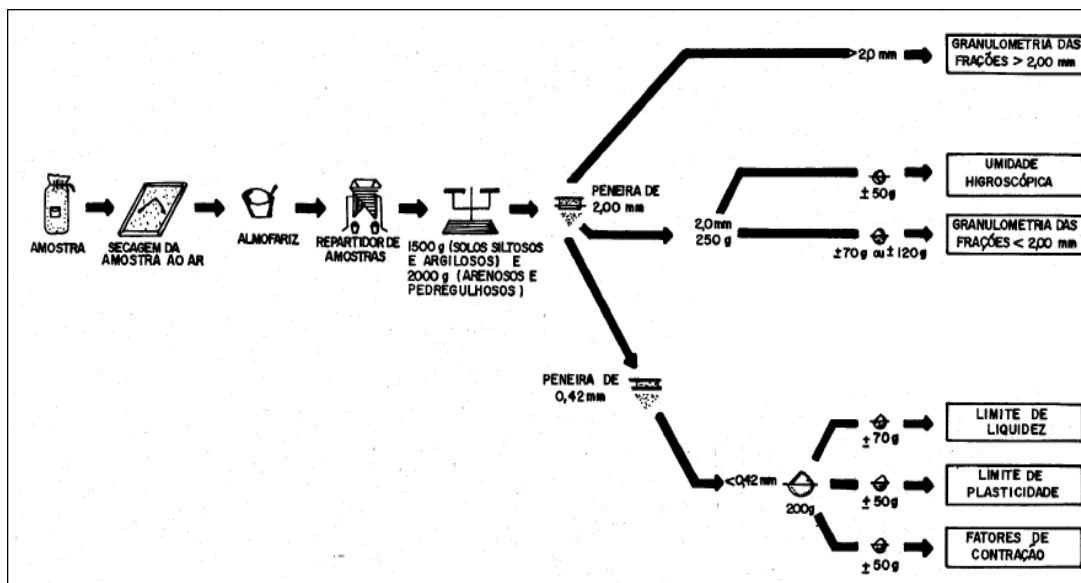 AMOSTRA
SECAGEM DA
AMOSTRA AO AR
ALMOFARIZ
REPARTIDOR DE
AMOSTRAS
1500 g (SOLOS SILTOSOS
E ARGILOSOS) E
2000 g (ARENOSOS E
PEDREGULHOSOS)
PENEIRA DE
2,00 mm
>2,0 mm
GRANULOMETRIA DAS
FRAÇÕES > 2,00 mm
2,0 mm
250 g
±50g
UMIDADE
HIGROSCÓPICA
±70g ou ±120g
GRANULOMETRIA DAS
FRAÇÕES < 2,00 mm
PENEIRA DE
0,42 mm
<0,42 mm
200g
±70g
LIMITE DE
LIQUIDEZ
±50g
LIMITE DE
PLASTICIDADE
±50g
FATORES DE
CONTRAÇÃO